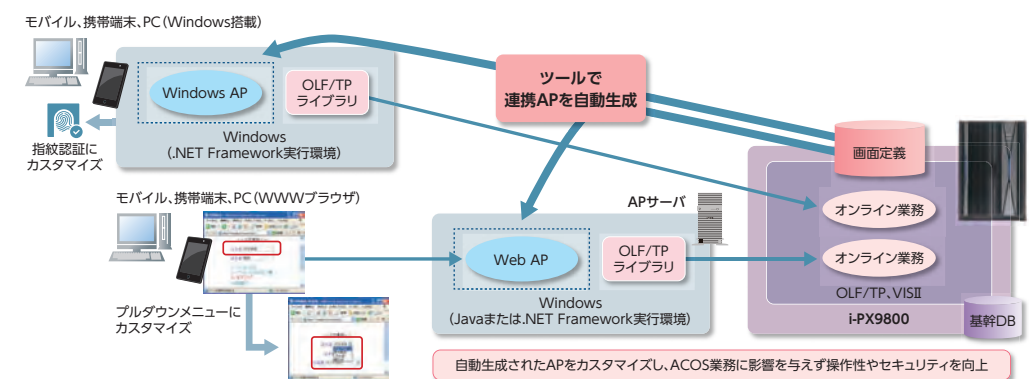 モバイル、携帯端末、PC(Windows搭載)
Windows AP
OLF/TP
ライブラリ
Windows
(.NET Framework実行環境)
指紋認証に
カスタマイズ
ツールで
連携APを自動生成
画面定義
オンライン業務
オンライン業務
OLF/TP、VISⅡ
i-PX9800
基幹DB
モバイル、携帯端末、PC(WWWブラウザ)
APサーバ
Web AP
OLF/TP
ライブラリ
Windows
(Javaまたは.NET Framework実行環境)
プルダウンメニューに
カスタマイズ
自動生成されたAPをカスタマイズし、ACOS業務に影響を与えず操作性やセキュリティを向上